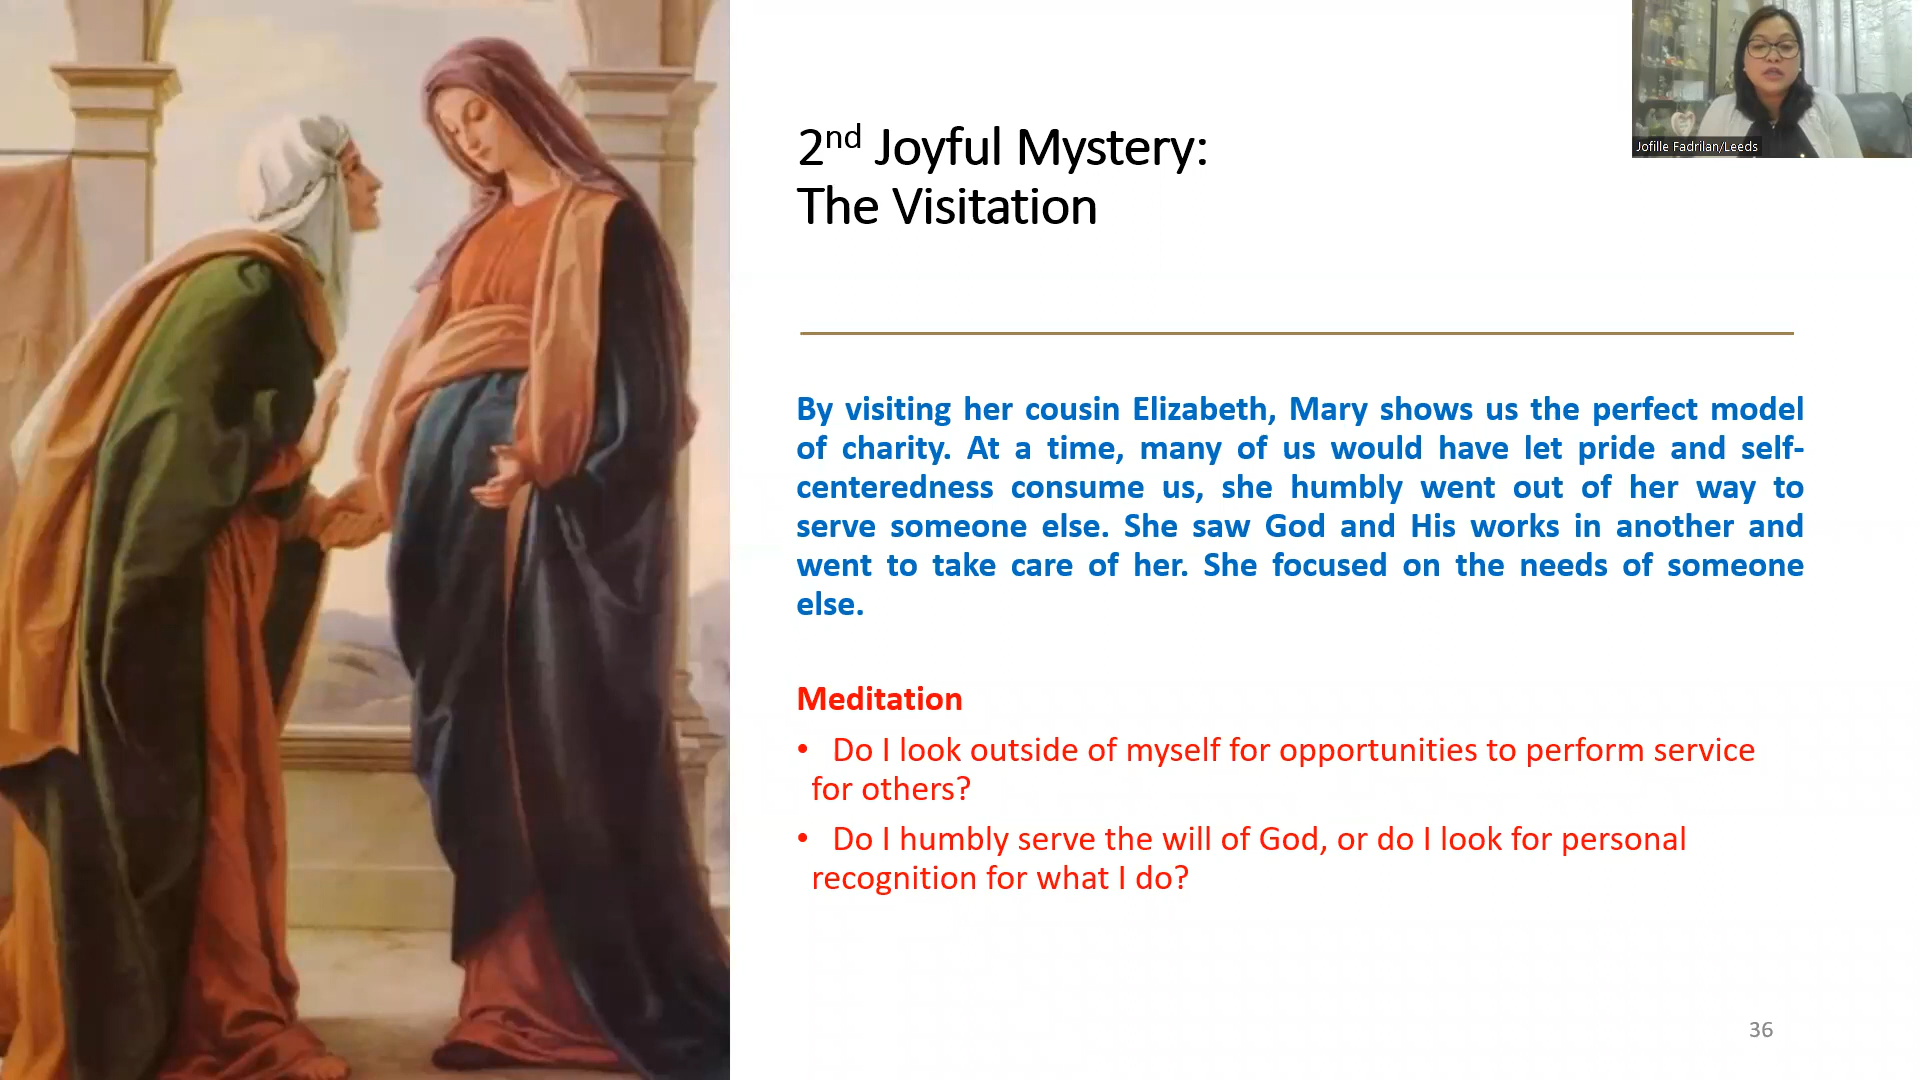 2nd Joyful Mystery:
The Visitation
Jofille Fadrilan/Leeds
By visiting her cousin Elizabeth, Mary shows us the perfect model
of charity. At a time, many of us would have let pride and self-
centeredness consume us, she humbly went out of her way to
serve someone else. She saw God and His works in another and
went to take care of her. She focused on the needs of someone
else.
Meditation
• Do I look outside of myself for opportunities to perform service
for others?
• Do I humbly serve the will of God, or do I look for personal
recognition for what I do?
36